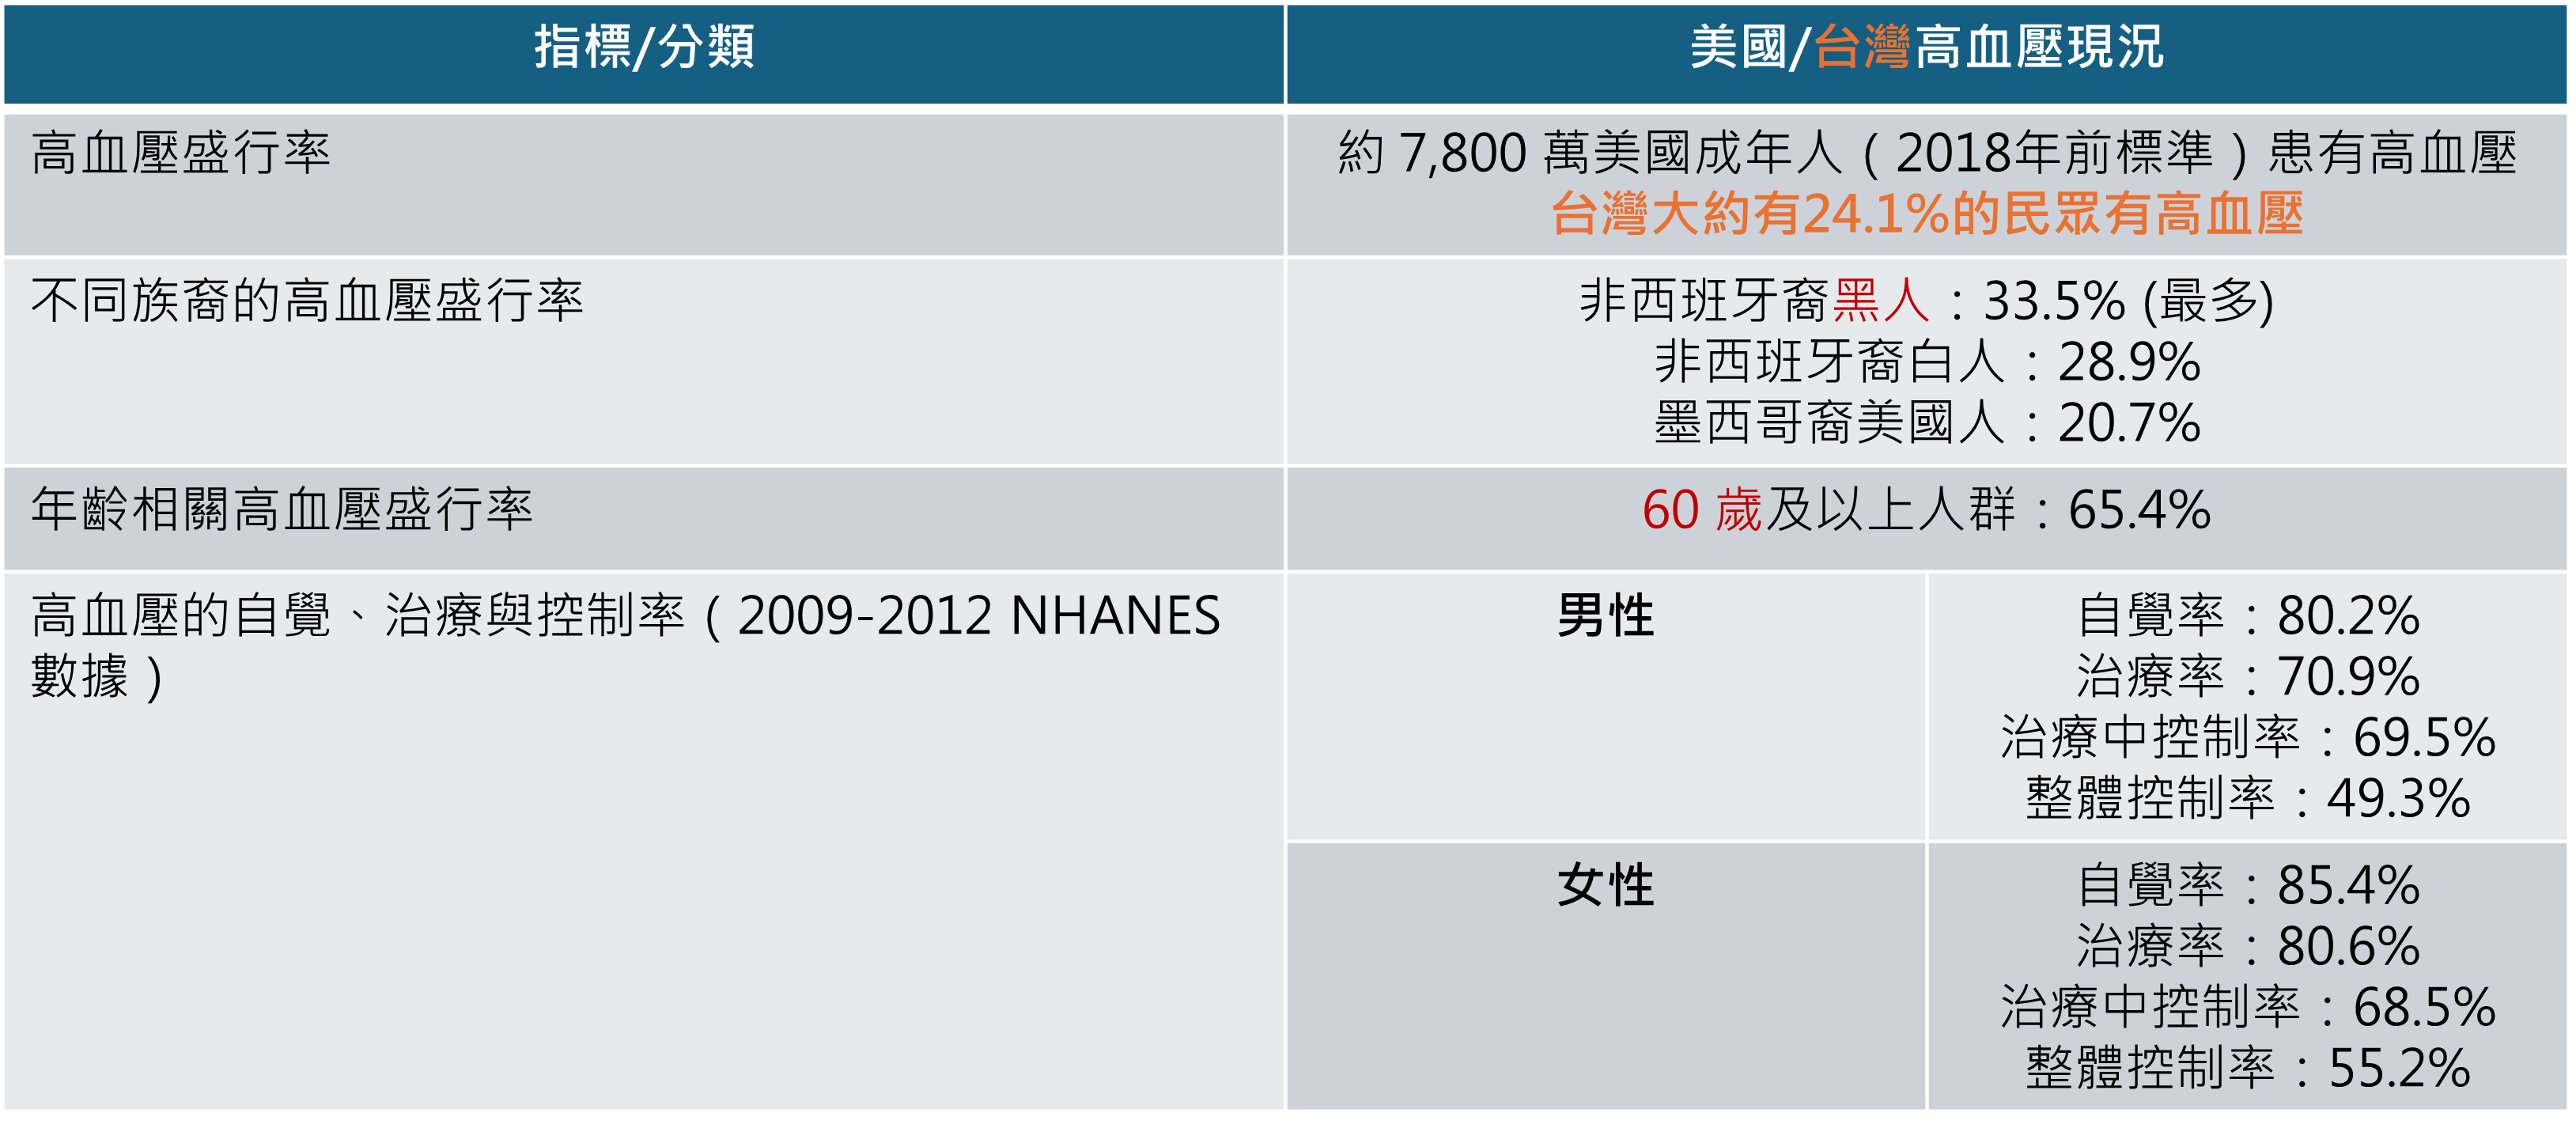 指標/分類
美國/台灣高血壓現況
高血壓盛行率
約 7,800 萬美國成年人（2018年前標準）患有高血壓
台灣大約有24.1%的民眾有高血壓
不同族裔的高血壓盛行率
非西班牙裔黑人：33.5% (最多)
非西班牙裔白人：28.9%
墨西哥裔美國人：20.7%
年齡相關高血壓盛行率
60 歲及以上人群：65.4%
高血壓的自覺、治療與控制率（2009-2012 NHANES
數據）
男性
自覺率：80.2%
治療率：70.9%
治療中控制率：69.5%
整體控制率：49.3%
女性
自覺率：85.4%
治療率：80.6%
治療中控制率：68.5%
整體控制率：55.2%